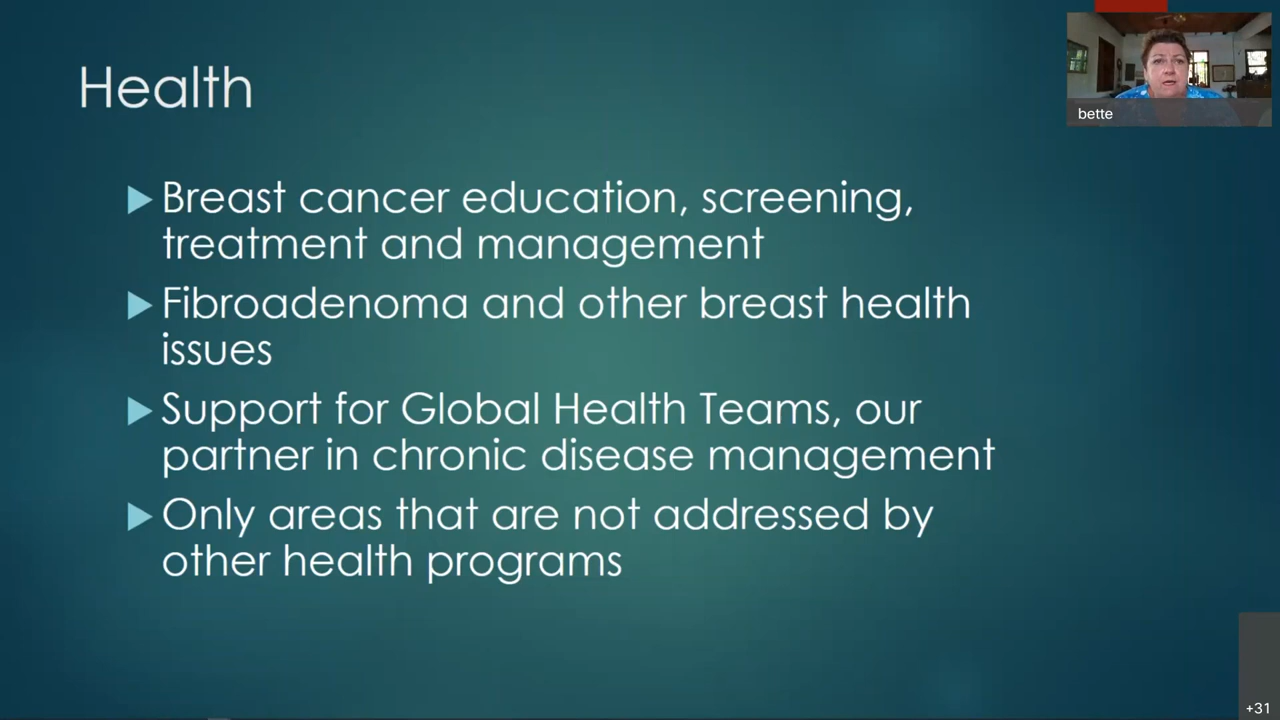 Health
bette
Breast cancer education, screening,
treatment and management
Fibroadenoma and other breast health
issues
Support for Global Health Teams, our
partner in chronic disease management
Only areas that are not addressed by
other health programs
+31